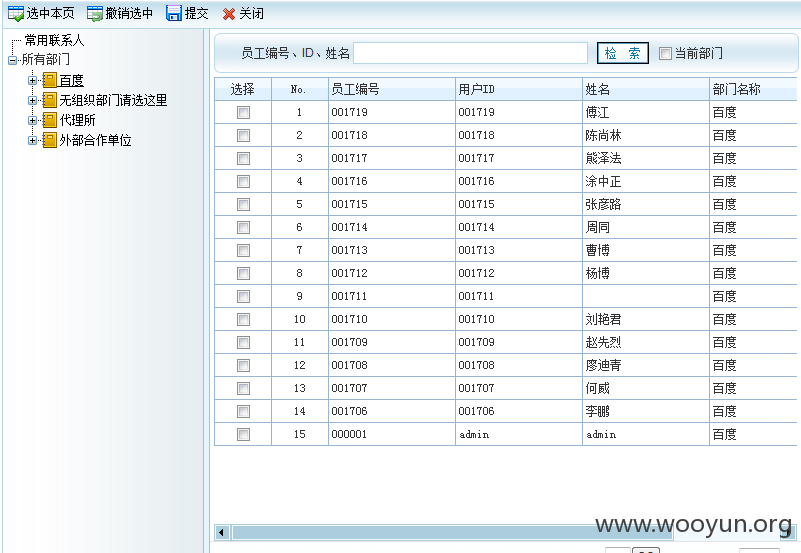 选中本页 撤销选中 提交 关闭
常用联系人
所有部门
百度
无组织部门请选这里
代理所
外部合作单位
员工编号、ID、姓名 检 索 当前部门
选择 No. 员工编号 用户ID 姓名 部门名称
1 001719 001719 傅江 百度
2 001718 001718 陈尚林 百度
3 001717 001717 熊泽法 百度
4 001716 001716 涂中正 百度
5 001715 001715 张彦路 百度
6 001714 001714 周同 百度
7 001713 001713 曹博 百度
8 001712 001712 杨博 百度
9 001711 001711 百度
10 001710 001710 刘艳君 百度
11 001709 001709 赵先烈 百度
12 001708 001708 廖迪青 百度
13 001707 001707 何威 百度
14 001706 001706 李鹏 百度
15 000001 admin admin 百度
www.wooyun.org